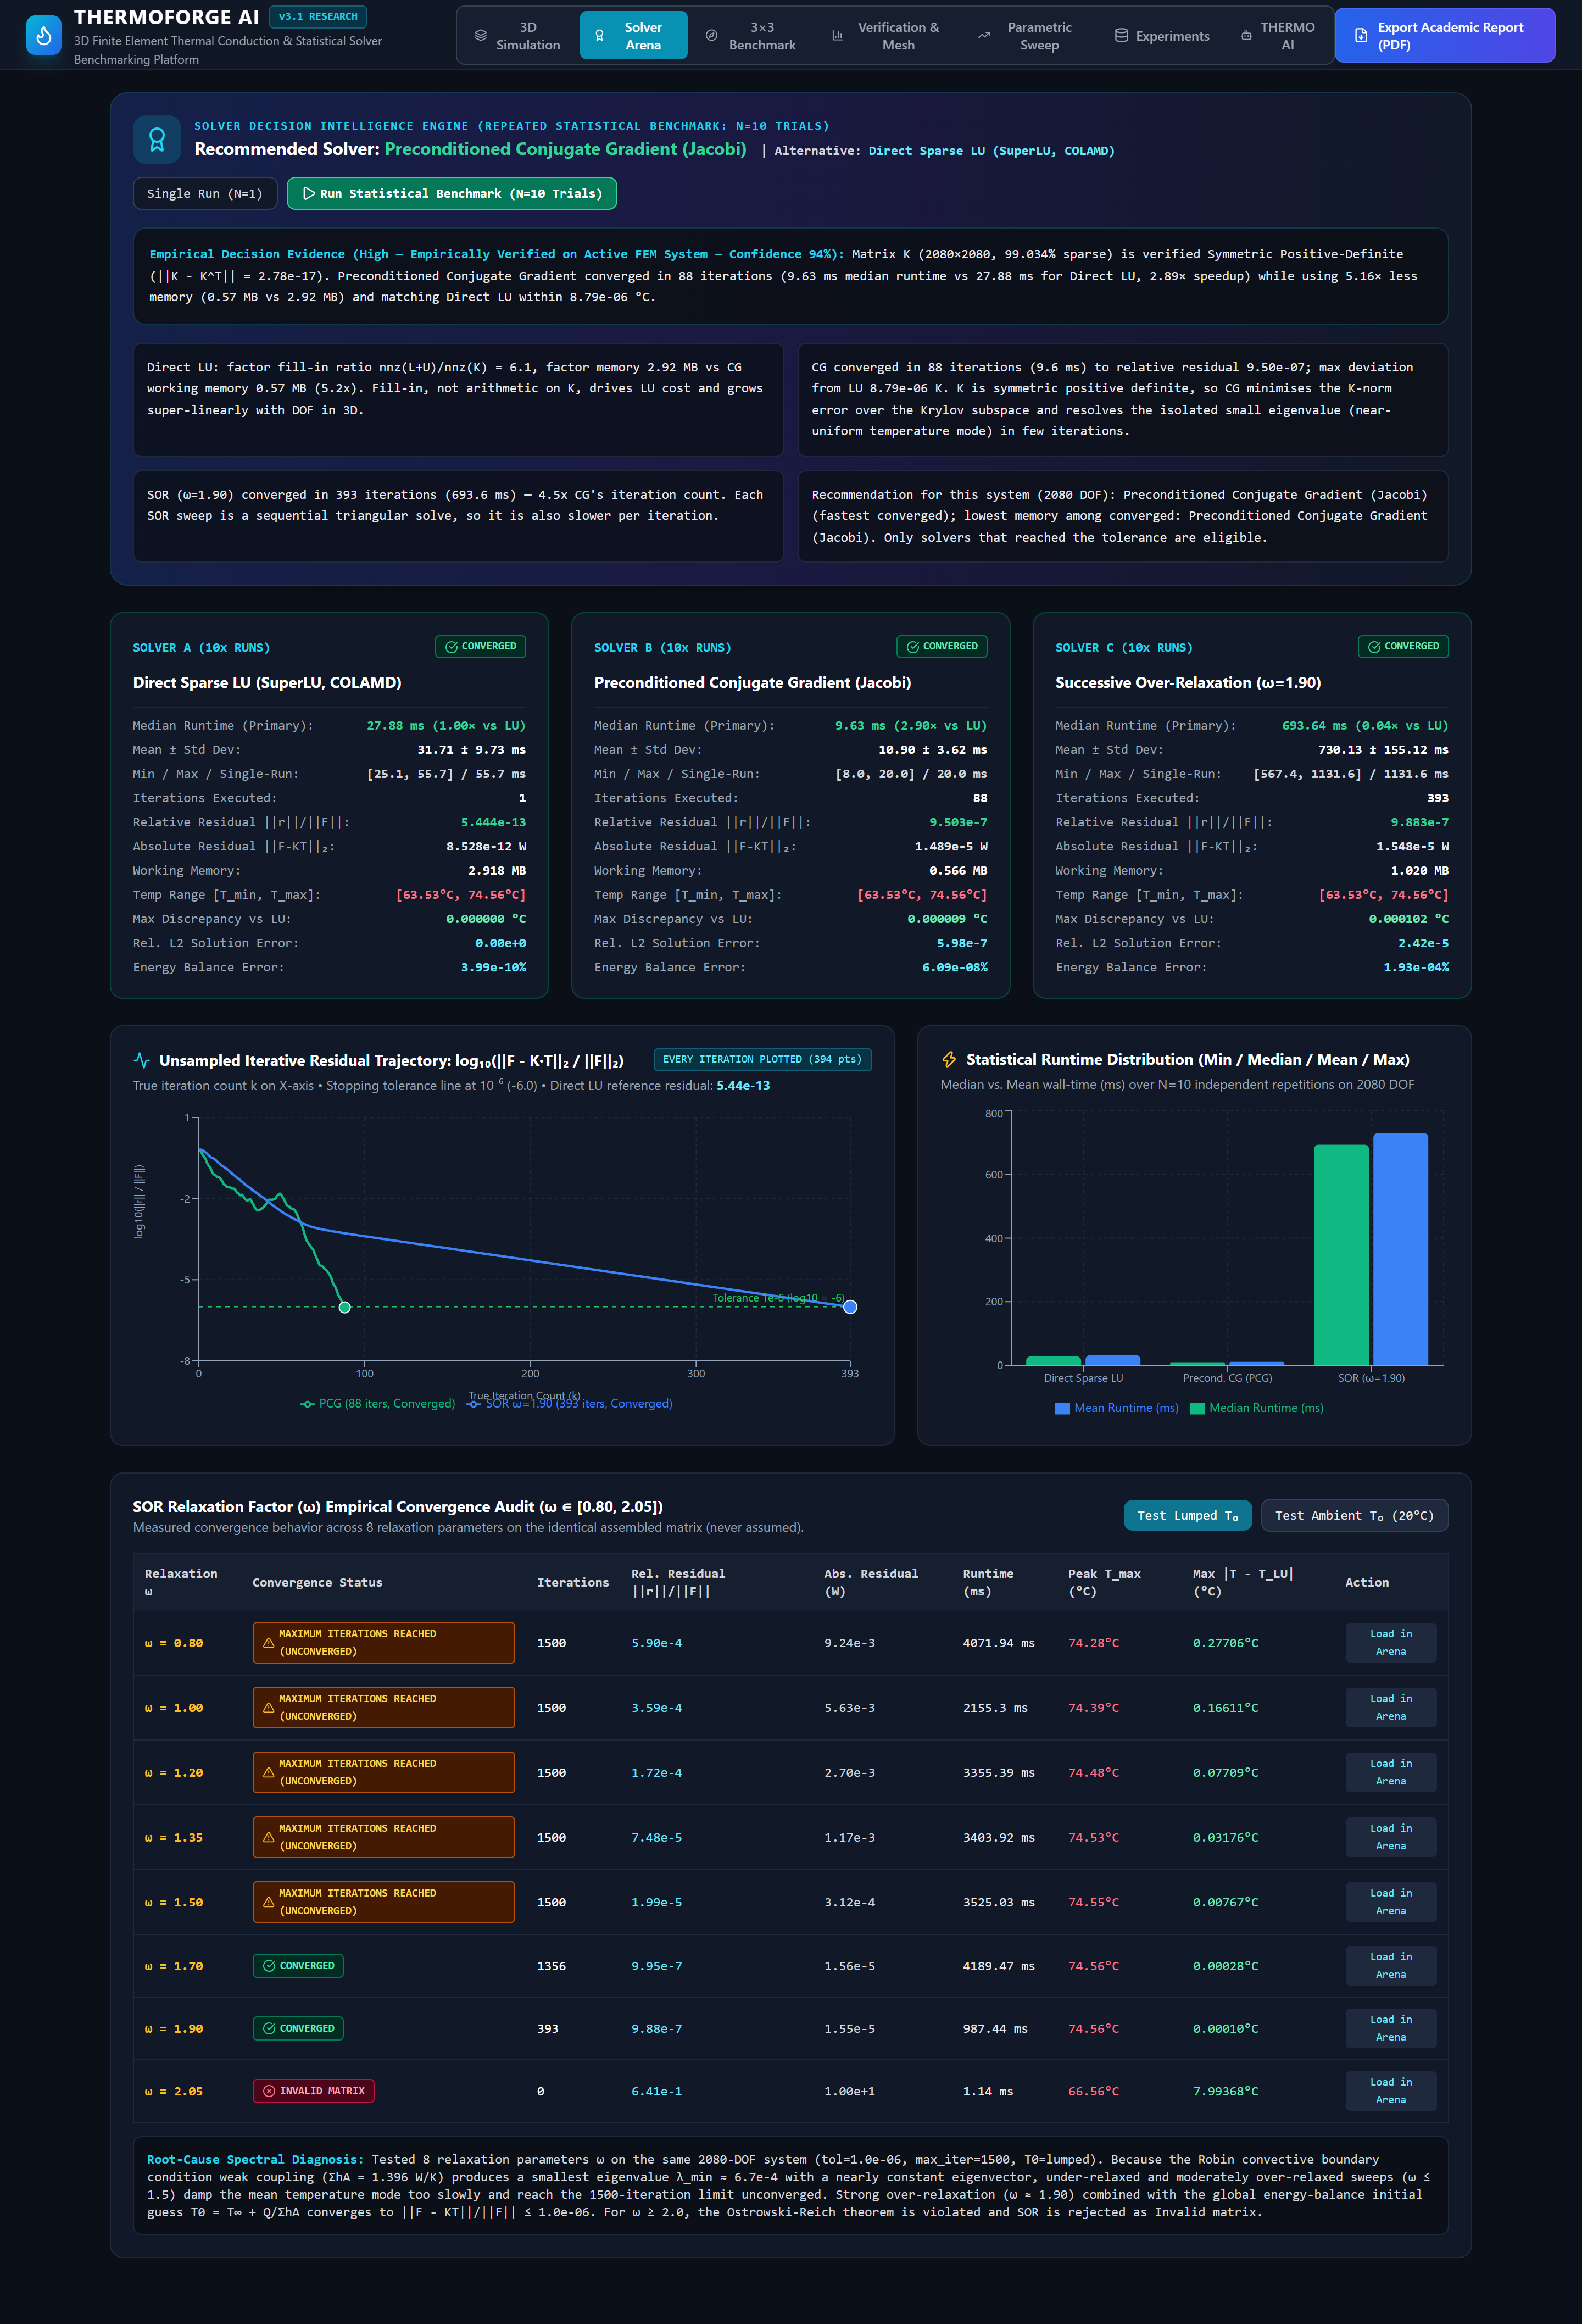 THERMOFORGE AI
v3.1 RESEARCH
3D Finite Element Thermal Conduction & Statistical Solver
Benchmarking Platform
3D
Simulation
Solver
Arena
3×3
Benchmark
Verification &
Mesh
Parametric
Sweep
Experiments
THERMO
AI
Export Academic Report
(PDF)
SOLVER DECISION INTELLIGENCE ENGINE (REPEATED STATISTICAL BENCHMARK: N=10 TRIALS)
Recommended Solver: Preconditioned Conjugate Gradient (Jacobi) | Alternative: Direct Sparse LU (SuperLU, COLAMD)
Single Run (N=1)
Run Statistical Benchmark (N=10 Trials)
Empirical Decision Evidence (High — Empirically Verified on Active FEM System — Confidence 94%): Matrix K (2080×2080, 99.034% sparse) is verified Symmetric Positive-Definite
(||K - K^T|| = 2.78e-17). Preconditioned Conjugate Gradient converged in 88 iterations (9.63 ms median runtime vs 27.88 ms for Direct LU, 2.89× speedup) while using 5.16× less
memory (0.57 MB vs 2.92 MB) and matching Direct LU within 8.79e-06 °C.
Direct LU: factor fill-in ratio nnz(L+U)/nnz(K) = 6.1, factor memory 2.92 MB vs CG
working memory 0.57 MB (5.2x). Fill-in, not arithmetic on K, drives LU cost and grows
super-linearly with DOF in 3D.
CG converged in 88 iterations (9.6 ms) to relative residual 9.50e-07; max deviation
from LU 8.79e-06 K. K is symmetric positive definite, so CG minimises the K-norm
error over the Krylov subspace and resolves the isolated small eigenvalue (near-
uniform temperature mode) in few iterations.
SOR (ω=1.90) converged in 393 iterations (693.6 ms) — 4.5x CG's iteration count. Each
SOR sweep is a sequential triangular solve, so it is also slower per iteration.
Recommendation for this system (2080 DOF): Preconditioned Conjugate Gradient (Jacobi)
(fastest converged); lowest memory among converged: Preconditioned Conjugate Gradient
(Jacobi). Only solvers that reached the tolerance are eligible.
SOLVER A (10x RUNS)
CONVERGED
Direct Sparse LU (SuperLU, COLAMD)
Median Runtime (Primary): 27.88 ms (1.00× vs LU)
Mean ± Std Dev: 31.71 ± 9.73 ms
Min / Max / Single-Run: [25.1, 55.7] / 55.7 ms
Iterations Executed: 1
Relative Residual ||r||/||F||: 5.444e-13
Absolute Residual ||F-KT||₂: 8.528e-12 W
Working Memory: 2.918 MB
Temp Range [T_min, T_max]: [63.53°C, 74.56°C]
Max Discrepancy vs LU: 0.000000 °C
Rel. L2 Solution Error: 0.00e+0
Energy Balance Error: 3.99e-10%
SOLVER B (10x RUNS)
CONVERGED
Preconditioned Conjugate Gradient (Jacobi)
Median Runtime (Primary): 9.63 ms (2.90× vs LU)
Mean ± Std Dev: 10.90 ± 3.62 ms
Min / Max / Single-Run: [8.0, 20.0] / 20.0 ms
Iterations Executed: 88
Relative Residual ||r||/||F||: 9.503e-7
Absolute Residual ||F-KT||₂: 1.489e-5 W
Working Memory: 0.566 MB
Temp Range [T_min, T_max]: [63.53°C, 74.56°C]
Max Discrepancy vs LU: 0.000009 °C
Rel. L2 Solution Error: 5.98e-7
Energy Balance Error: 6.09e-08%
SOLVER C (10x RUNS)
CONVERGED
Successive Over-Relaxation (ω=1.90)
Median Runtime (Primary): 693.64 ms (0.04× vs LU)
Mean ± Std Dev: 730.13 ± 155.12 ms
Min / Max / Single-Run: [567.4, 1131.6] / 1131.6 ms
Iterations Executed: 393
Relative Residual ||r||/||F||: 9.883e-7
Absolute Residual ||F-KT||₂: 1.548e-5 W
Working Memory: 1.020 MB
Temp Range [T_min, T_max]: [63.53°C, 74.56°C]
Max Discrepancy vs LU: 0.000102 °C
Rel. L2 Solution Error: 2.42e-5
Energy Balance Error: 1.93e-04%
Unsampled Iterative Residual Trajectory: log₁₀(||F - K·T||₂ / ||F||₂)
EVERY ITERATION PLOTTED (394 pts)
True iteration count k on X-axis • Stopping tolerance line at 10⁻⁶ (-6.0) • Direct LU reference residual: 5.44e-13
log10(||r|| / ||F||)
1
-2
-5
-8
Tolerance 1e-6 (log10 = -6)
0 100 200 300 393
True Iteration Count (k)
PCG (88 iters, Converged) SOR ω=1.90 (393 iters, Converged)
Statistical Runtime Distribution (Min / Median / Mean / Max)
Median vs. Mean wall-time (ms) over N=10 independent repetitions on 2080 DOF
800
600
400
200
0
Direct Sparse LU Precond. CG (PCG) SOR (ω=1.90)
Mean Runtime (ms) Median Runtime (ms)
SOR Relaxation Factor (ω) Empirical Convergence Audit (ω ∈ [0.80, 2.05])
Measured convergence behavior across 8 relaxation parameters on the identical assembled matrix (never assumed).
Test Lumped T₀
Test Ambient T₀ (20°C)
Relaxation
ω
Convergence Status
Iterations
Rel. Residual
||r||/||F||
Abs. Residual
(W)
Runtime
(ms)
Peak T_max
(°C)
Max |T - T_LU|
(°C)
Action
ω = 0.80
MAXIMUM ITERATIONS REACHED
(UNCONVERGED)
1500 5.90e-4 9.24e-3 4071.94 ms 74.28°C 0.27706°C
Load in
Arena
ω = 1.00
MAXIMUM ITERATIONS REACHED
(UNCONVERGED)
1500 3.59e-4 5.63e-3 2155.3 ms 74.39°C 0.16611°C
Load in
Arena
ω = 1.20
MAXIMUM ITERATIONS REACHED
(UNCONVERGED)
1500 1.72e-4 2.70e-3 3355.39 ms 74.48°C 0.07709°C
Load in
Arena
ω = 1.35
MAXIMUM ITERATIONS REACHED
(UNCONVERGED)
1500 7.48e-5 1.17e-3 3403.92 ms 74.53°C 0.03176°C
Load in
Arena
ω = 1.50
MAXIMUM ITERATIONS REACHED
(UNCONVERGED)
1500 1.99e-5 3.12e-4 3525.03 ms 74.55°C 0.00767°C
Load in
Arena
ω = 1.70 CONVERGED 1356 9.95e-7 1.56e-5 4189.47 ms 74.56°C 0.00028°C
Load in
Arena
ω = 1.90 CONVERGED 393 9.88e-7 1.55e-5 987.44 ms 74.56°C 0.00010°C
Load in
Arena
ω = 2.05 INVALID MATRIX 0 6.41e-1 1.00e+1 1.14 ms 66.56°C 7.99368°C
Load in
Arena
Root-Cause Spectral Diagnosis: Tested 8 relaxation parameters ω on the same 2080-DOF system (tol=1.0e-06, max_iter=1500, T0=lumped). Because the Robin convective boundary
condition weak coupling (ΣhA = 1.396 W/K) produces a smallest eigenvalue λ_min ≈ 6.7e-4 with a nearly constant eigenvector, under-relaxed and moderately over-relaxed sweeps (ω ≤
1.5) damp the mean temperature mode too slowly and reach the 1500-iteration limit unconverged. Strong over-relaxation (ω ≈ 1.90) combined with the global energy-balance initial
guess T0 = T∞ + Q/ΣhA converges to ||F - KT||/||F|| ≤ 1.0e-06. For ω ≥ 2.0, the Ostrowski-Reich theorem is violated and SOR is rejected as Invalid matrix.